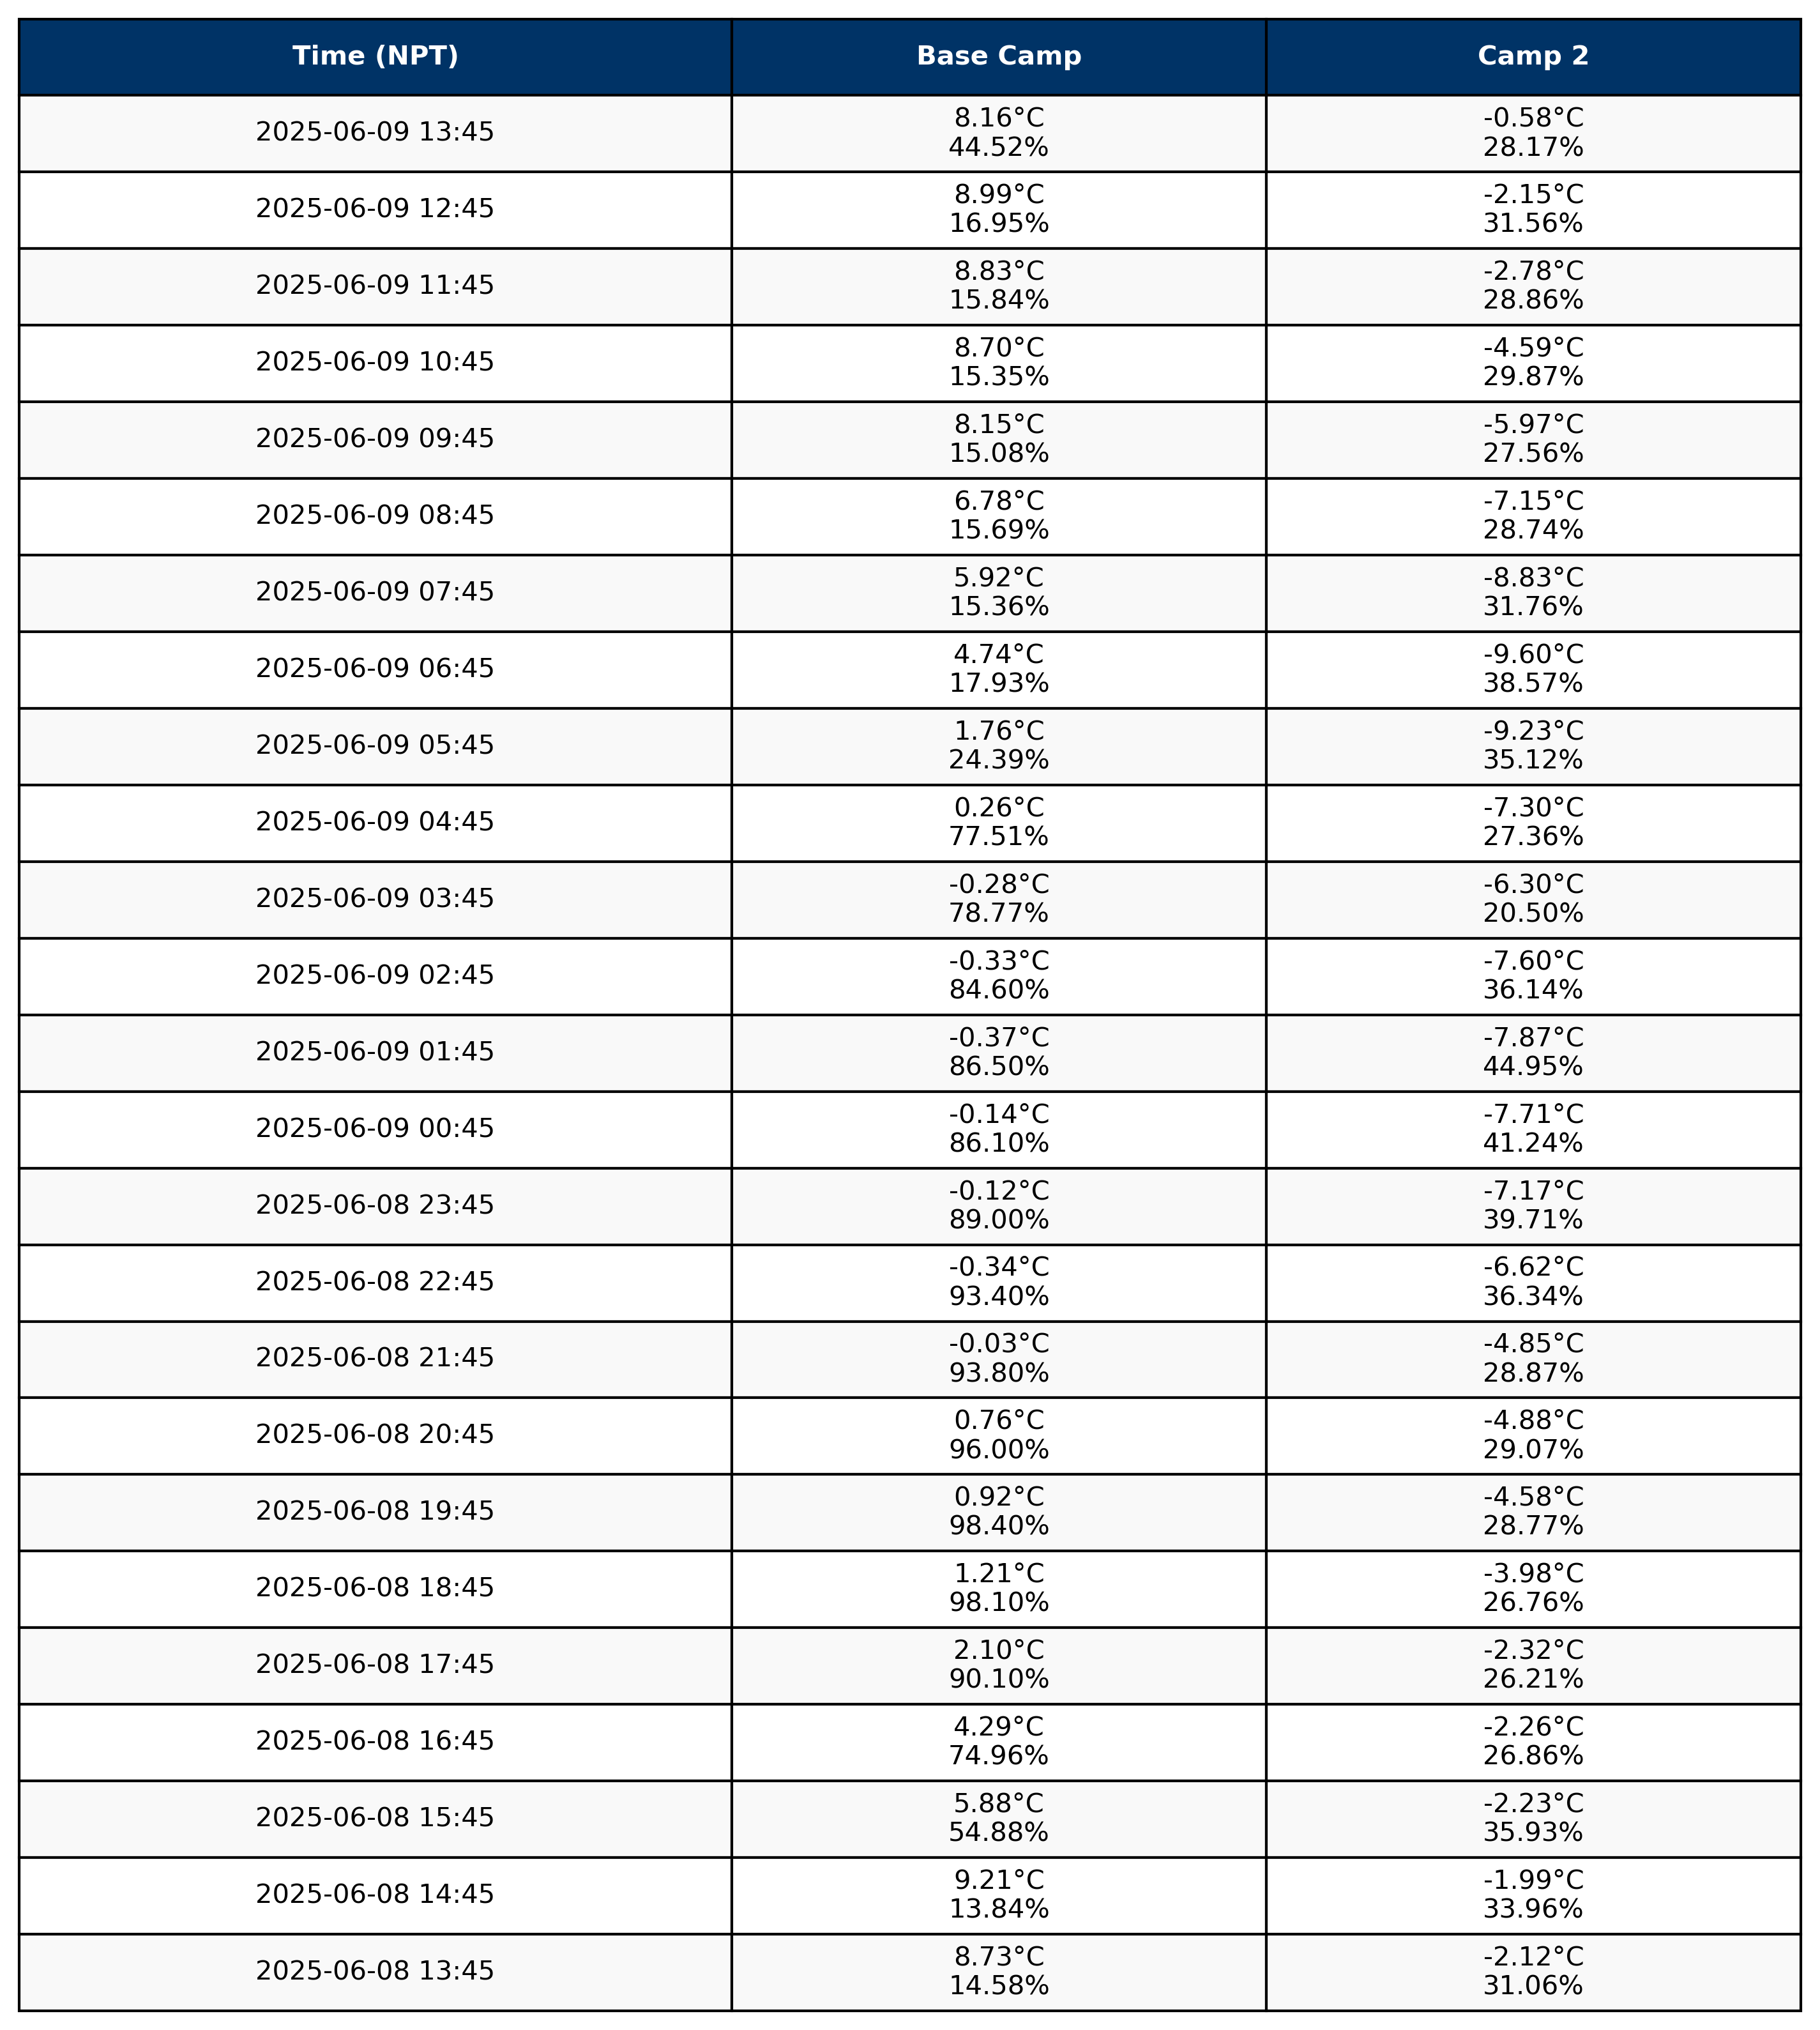 Time (NPT) Base Camp Camp 2
2025-06-09 13:45 8.16°C -0.58°C
44.52% 28.17%
2025-06-09 12:45 8.99°C -2.15°C
16.95% 31.56%
2025-06-09 11:45 8.83°C -2.78°C
15.84% 28.86%
2025-06-09 10:45 8.70°C -4.59°C
15.35% 29.87%
2025-06-09 09:45 8.15°C -5.97°C
15.08% 27.56%
2025-06-09 08:45 6.78°C -7.15°C
15.69% 28.74%
2025-06-09 07:45 5.92°C -8.83°C
15.36% 31.76%
2025-06-09 06:45 4.74°C -9.60°C
17.93% 38.57%
2025-06-09 05:45 1.76°C -9.23°C
24.39% 35.12%
2025-06-09 04:45 0.26°C -7.30°C
77.51% 27.36%
2025-06-09 03:45 -0.28°C -6.30°C
78.77% 20.50%
2025-06-09 02:45 -0.33°C -7.60°C
84.60% 36.14%
2025-06-09 01:45 -0.37°C -7.87°C
86.50% 44.95%
2025-06-09 00:45 -0.14°C -7.71°C
86.10% 41.24%
2025-06-08 23:45 -0.12°C -7.17°C
89.00% 39.71%
2025-06-08 22:45 -0.34°C -6.62°C
93.40% 36.34%
2025-06-08 21:45 -0.03°C -4.85°C
93.80% 28.87%
2025-06-08 20:45 0.76°C -4.88°C
96.00% 29.07%
2025-06-08 19:45 0.92°C -4.58°C
98.40% 28.77%
2025-06-08 18:45 1.21°C -3.98°C
98.10% 26.76%
2025-06-08 17:45 2.10°C -2.32°C
90.10% 26.21%
2025-06-08 16:45 4.29°C -2.26°C
74.96% 26.86%
2025-06-08 15:45 5.88°C -2.23°C
54.88% 35.93%
2025-06-08 14:45 9.21°C -1.99°C
13.84% 33.96%
2025-06-08 13:45 8.73°C -2.12°C
14.58% 31.06%